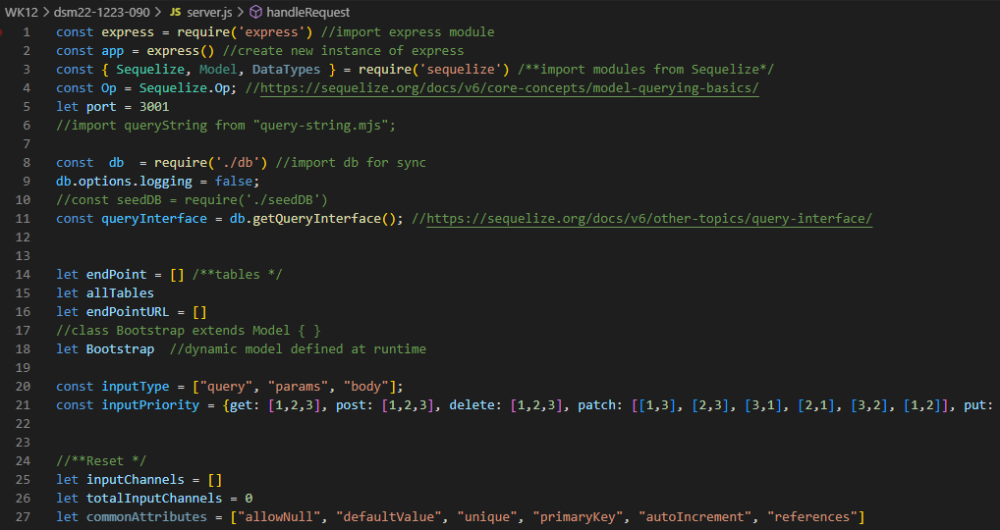 WK12 > dsm22-1223-090 > JS server.js > handleRequest
1 const express = require('express') //import express module
2 const app = express() //create new instance of express
3 const { Sequelize, Model, DataTypes } = require('sequelize') /**import modules from Sequelize*/
4 const Op = Sequelize.Op; //https://sequelize.org/docs/v6/core-concepts/model-querying-basics/
5 let port = 3001
6 //import queryString from "query-string.mjs";
7
8 const  db  = require('./db') //import db for sync
9 db.options.logging = false;
10 //const seedDB = require('./seedDB')
11 const queryInterface = db.getQueryInterface(); //https://sequelize.org/docs/v6/other-topics/query-interface/
12
13
14 let endPoint = [] /**tables */
15 let allTables
16 let endPointURL = []
17 //class Bootstrap extends Model { }
18 let Bootstrap  //dynamic model defined at runtime
19
20 const inputType = ["query", "params", "body"];
21 const inputPriority = {get: [1,2,3], post: [1,2,3], delete: [1,2,3], patch: [[1,3], [2,3], [3,1], [2,1], [3,2], [1,2]], put:
22
23
24 //**Reset */
25 let inputChannels = []
26 let totalInputChannels = 0
27 let commonAttributes = ["allowNull", "defaultValue", "unique", "primaryKey", "autoIncrement", "references"]